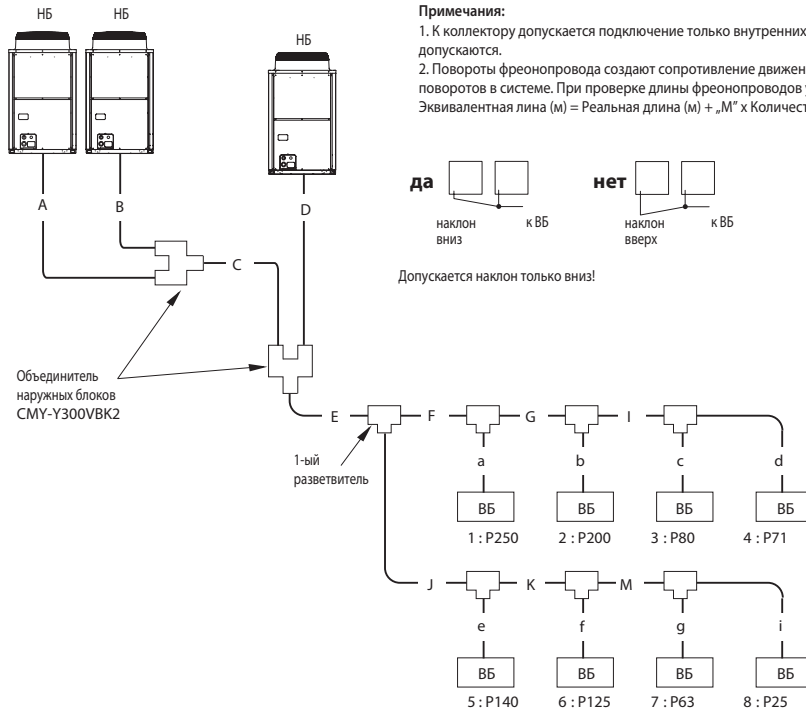 НБ
НБ
НБ
A
B
D
C
Объединитель
наружных блоков
CMY-Y300VBK2
Примечания:
1. К коллектору допускается подключение только внутренних
допускаются.
2. Повороты фреонопровода создают сопротивление движен
поворотов в системе. При проверке длины фреонопроводов
Эквивалентная лина (м) = Реальная длина (м) + „M” x Количест
да
наклон
вниз
к ВБ
нет
наклон
вверх
к ВБ
Допускается наклон только вниз!
E
F
G
I
1-ый
разветвитель
a
b
c
d
ВБ
ВБ
ВБ
ВБ
1 : P250
2 : P200
3 : P80
4 : P71
J
K
M
e
f
g
i
ВБ
ВБ
ВБ
ВБ
5 : P140
6 : P125
7 : P63
8 : P25